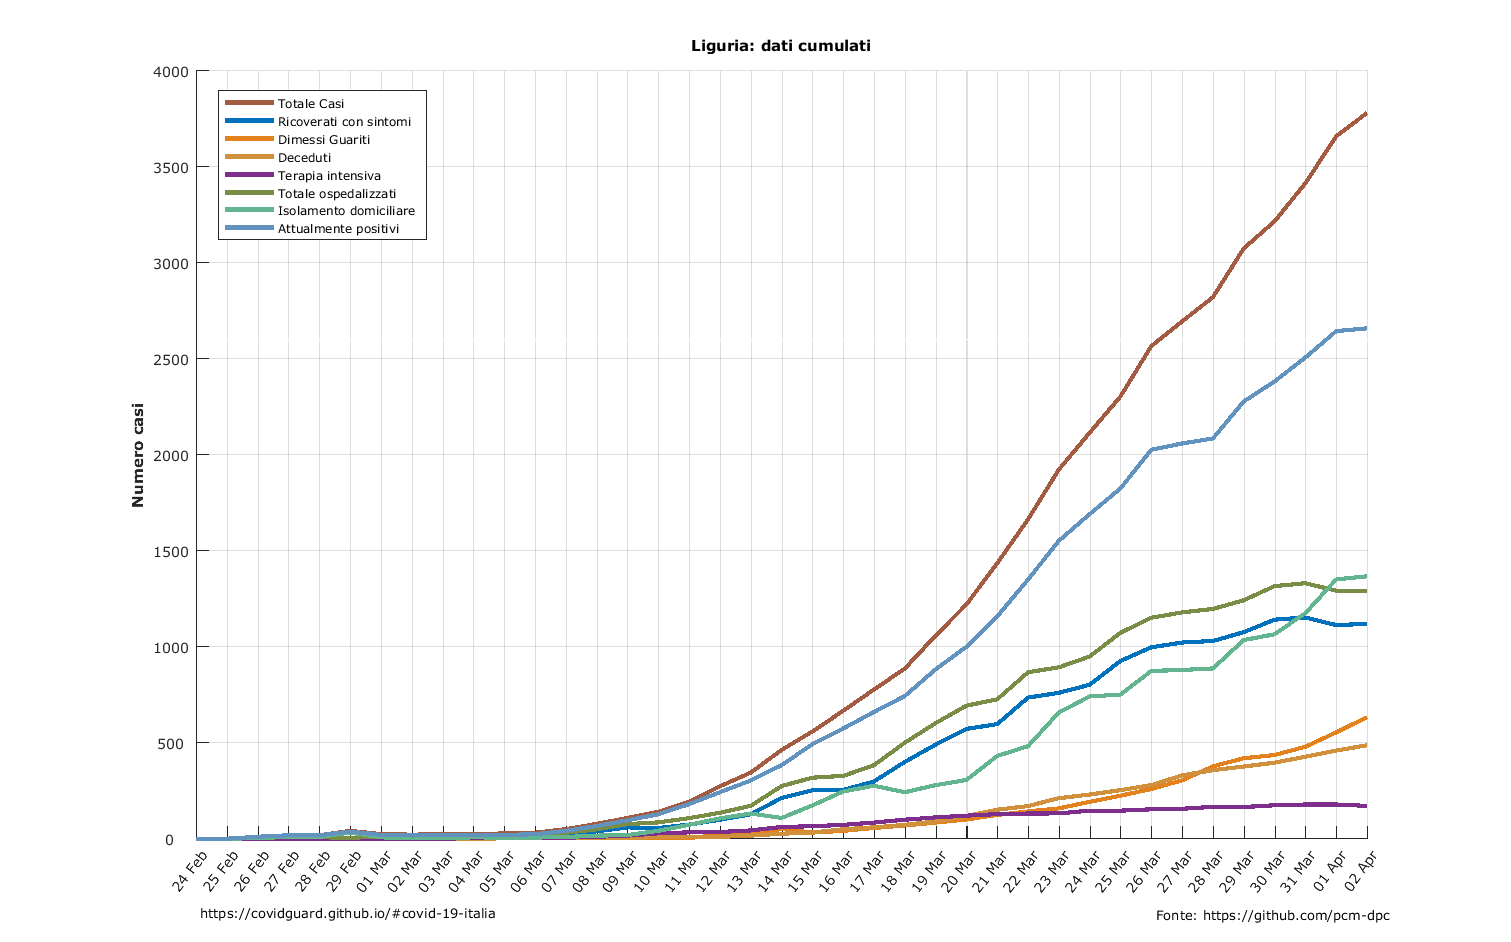 Liguria: dati cumulati
4000
3500
3000
2500
2000
1500
1000
500
0
Numero casi
Totale Casi
Ricoverati con sintomi
Dimessi Guariti
Deceduti
Terapia intensiva
Totale ospedalizzati
Isolamento domiciliare
Attualmente positivi
24 Feb
25 Feb
26 Feb
27 Feb
28 Feb
29 Feb
01 Mar
02 Mar
03 Mar
04 Mar
05 Mar
06 Mar
07 Mar
08 Mar
09 Mar
10 Mar
11 Mar
12 Mar
13 Mar
14 Mar
15 Mar
16 Mar
17 Mar
18 Mar
19 Mar
20 Mar
21 Mar
22 Mar
23 Mar
24 Mar
25 Mar
26 Mar
27 Mar
28 Mar
29 Mar
30 Mar
31 Mar
01 Apr
02 Apr
https://covidguard.github.io/#covid-19-italia
Fonte: https://github.com/pcm-dpc